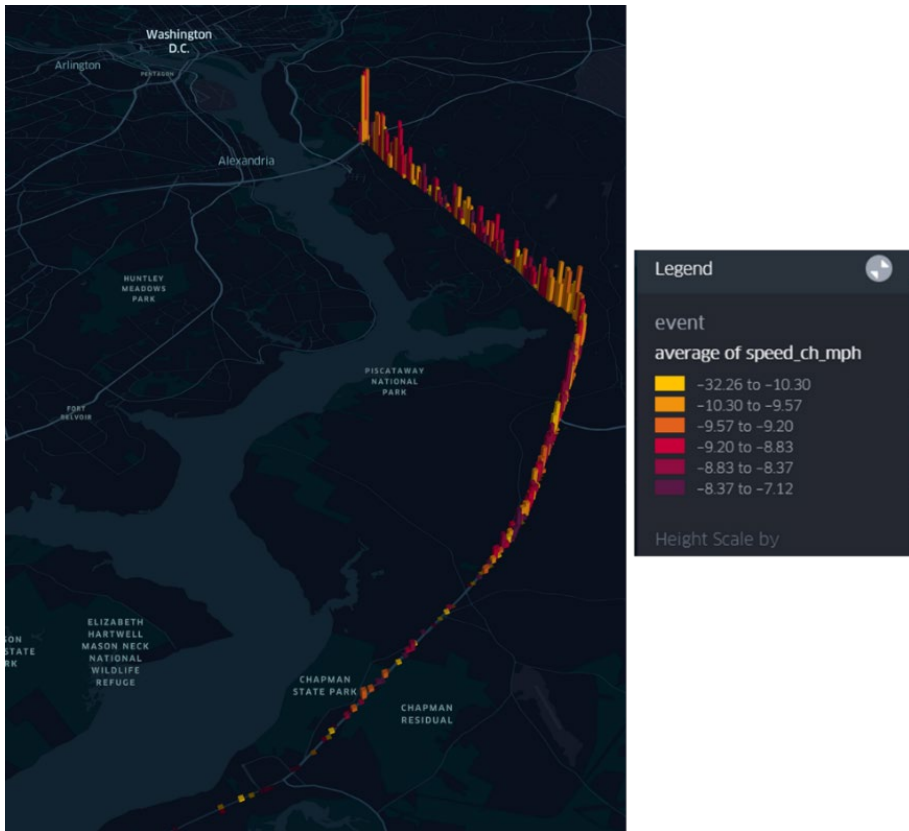 Washington
D.C.
Arlington
PENTAGON
Alexandria
HUNTLEY
MEADOWS
PARK
PISCATAWAY
NATIONAL
PARK
FORT
BELVOIR
ELIZABETH
HARTWELL
MASON NECK
NATIONAL
WILDLIFE
REFUGE
SON
STATE
RK
CHAPMAN
STATE PARK
CHAPMAN
RESIDUAL
Legend
event
average of speed_ch_mph
-32.26 to -10.30
-10.30 to -9.57
-9.57 to -9.20
-9.20 to -8.83
-8.83 to -8.37
-8.37 to -7.12
Height Scale by